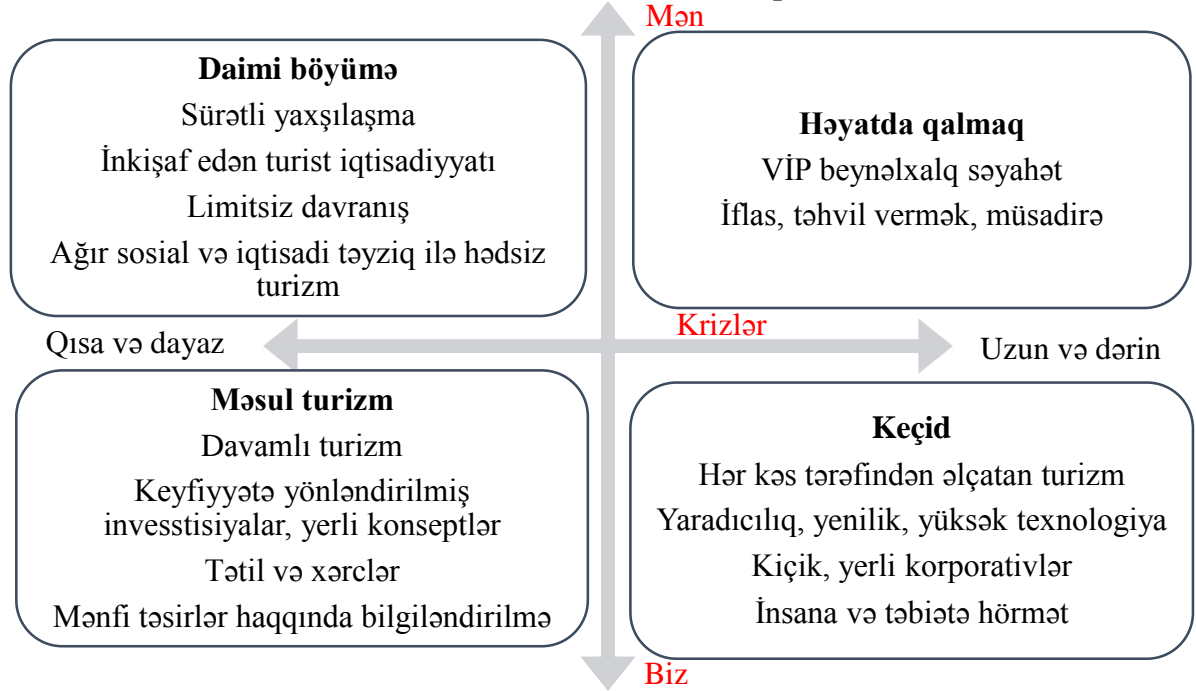 Mən
Daimi böyümə
Sürətli yaxşılaşma
İnkişaf edən turist iqtisadiyyatı
Limitsiz davranış
Ağır sosial və iqtisadi təyziq ilə hədsiz
turizm
Həyatda qalmaq
VİP beynəlxalq səyahət
İflas, təhvil vermək, müsadirə
Krizlər
Qısa və dayaz
Uzun və dərin
Məsul turizm
Davamlı turizm
Keyfiyyətə yönləndirilmiş
invesstisiyalar, yerli konseptlər
Tətil və xərclər
Mənfi təsirlər haqqında bilgiləndirilmə
Keçid
Hər kəs tərəfindən əlçatan turizm
Yaradıcılıq, yenilik, yüksək texnologiya
Kiçik, yerli korporativlər
İnsana və təbiətə hörmət
Biz